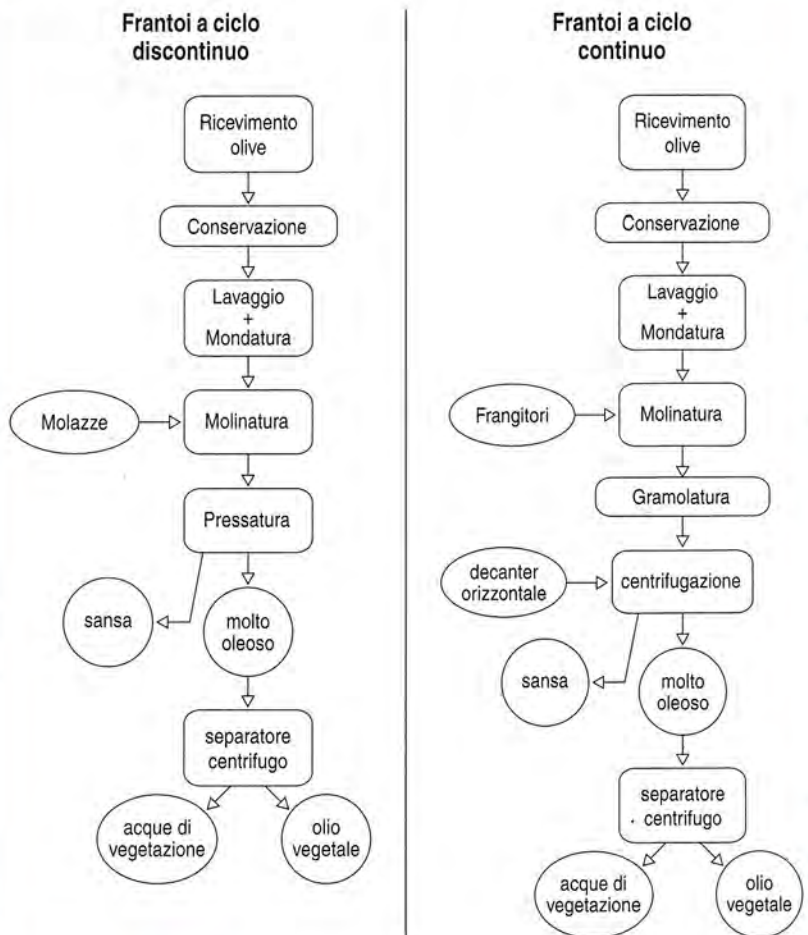 Frantoi a ciclo
discontinuo
Ricevimento
olive
Conservazione
Lavaggio
+
Mondatura
Molazze
Molinatura
Pressatura
sansa
molto
oleoso
separatore
centrifugo
acque di
vegetazione
olio
vegetale
Frantoi a ciclo
continuo
Ricevimento
olive
Conservazione
Lavaggio
+
Mondatura
Frangitori
Molinatura
Gramolatura
decanter
orizzontale
centrifugazione
sansa
molto
oleoso
separatore
centrifugo
acque di
vegetazione
olio
vegetale